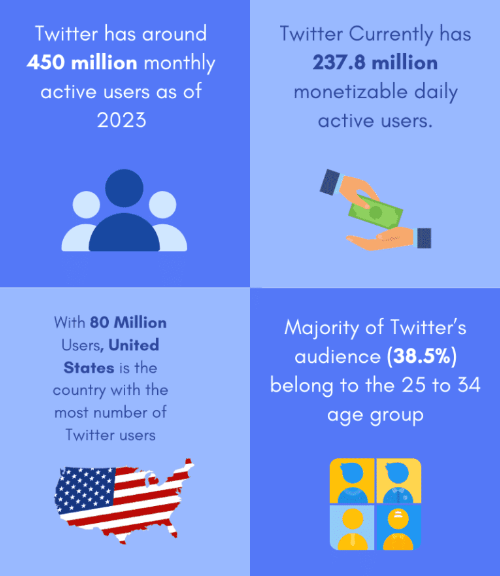 Twitter has around
450 million monthly
active users as of
2023
Twitter Currently has
237.8 million
monetizable daily
active users.
With 80 Million
Users, United
States is the
country with the
most number of
Twitter users
Majority of Twitter’s
audience (38.5%)
belong to the 25 to 34
age group